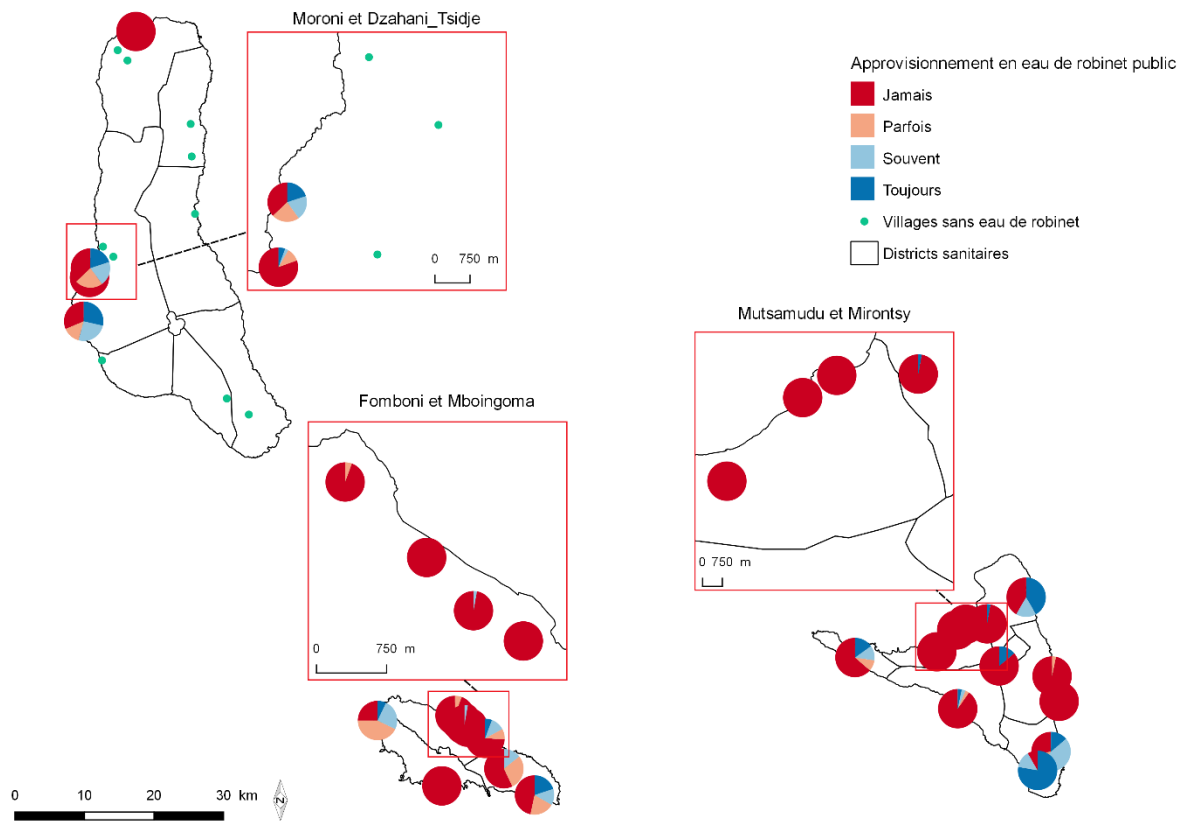 Moroni et Dzahani_Tsidje
0 750 m
Approvisionnement en eau de robinet public
Jamais
Parfois
Souvent
Toujours
Villages sans eau de robinet
Districts sanitaires
Mutsamudu et Mirontsy
0 750 m
Fomboni et Mboingoma
0 750 m
0 10 20 30 km
N